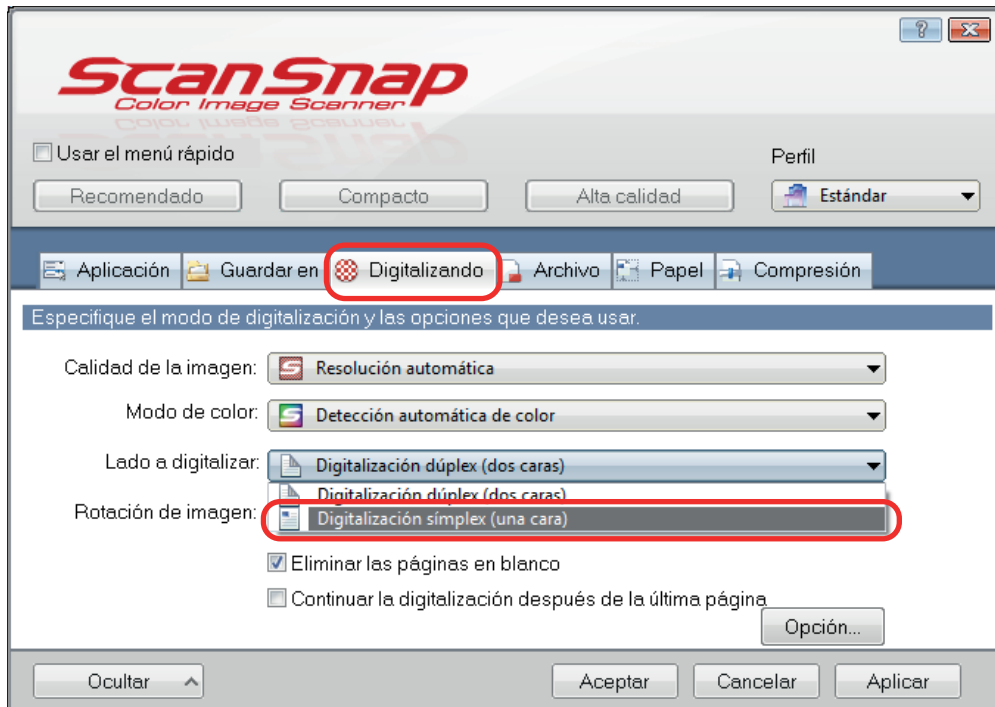 ScanSnap
Color Image Scanner
Usar el menú rápido
Perfil
Recomendado Compacto Alta calidad Estándar
Aplicación Guardar en Digitalizando Archivo Papel Compresión
Especifique el modo de digitalización y las opciones que desea usar.
Calidad de la imagen: Resolución automática
Modo de color: Detección automática de color
Lado a digitalizar: Digitalización dúplex (dos caras)
Digitalización dúplex (dos caras)
Rotación de imagen: Digitalización símplex (una cara)
Eliminar las páginas en blanco
Continuar la digitalización después de la última página
Opción...
Ocultar Aceptar Cancelar Aplicar